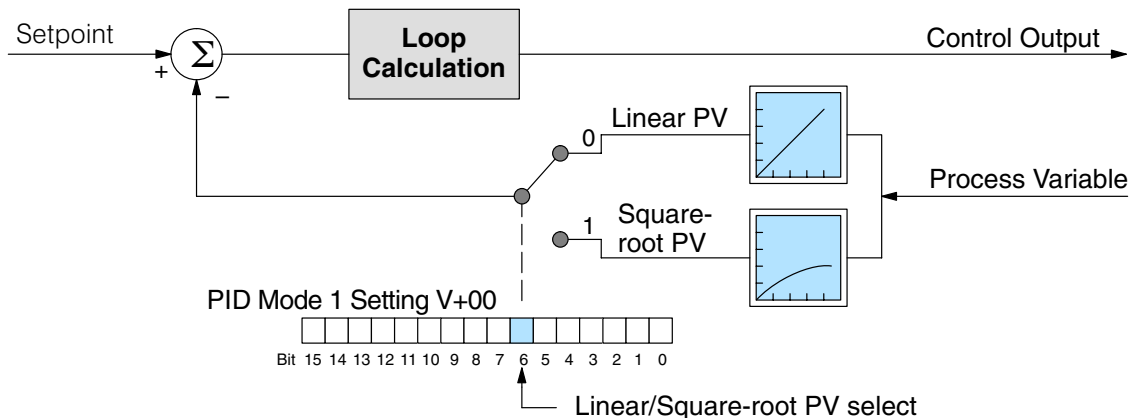 Setpoint
+
Σ
−
Loop
Calculation
Control Output
0
Linear PV
Process Variable
1
Square-
root PV
PID Mode 1 Setting V+00
Bit 15 14 13 12 11 10 9 8 7 6 5 4 3 2 1 0
Linear/Square-root PV select